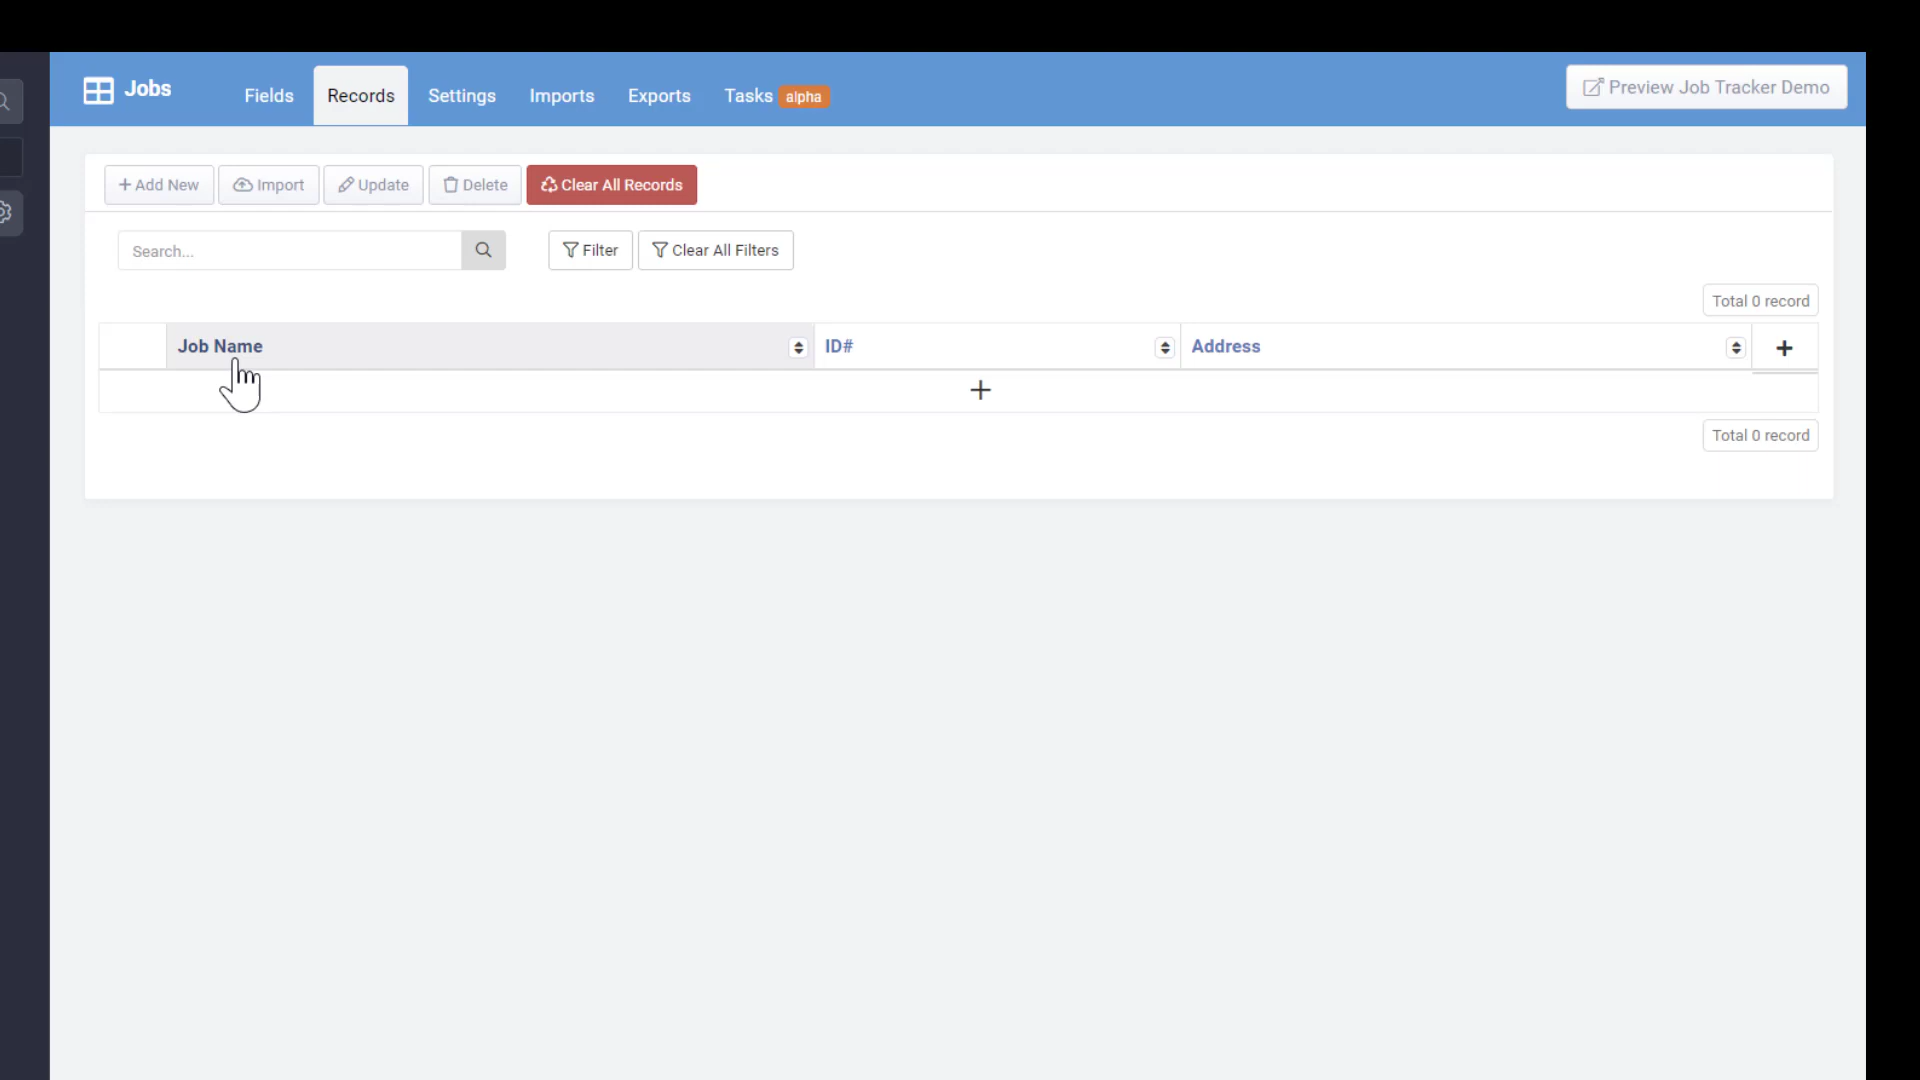 Jobs
Fields Records Settings Imports Exports Tasks alpha
Preview Job Tracker Demo
Add New Import Update Delete Clear All Records
Search... Filter Clear All Filters
Total 0 record
Job Name ID# Address +
+
Total 0 record